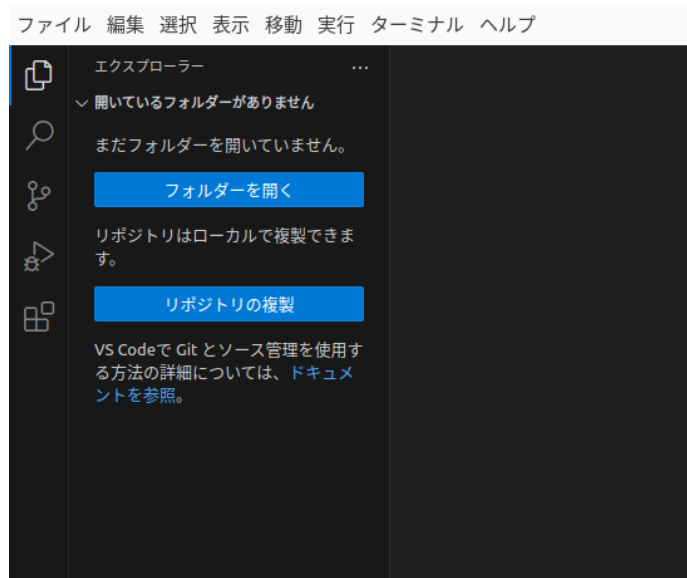 ファイル 編集 選択 表示 移動 実行 ターミナル ヘルプ
エクスプローラー
開いているフォルダーがありません
まだフォルダーを開いていません。
フォルダーを開く
リポジトリはローカルで複製できま
す。
リポジトリの複製
VS Codeで Git とソース管理を使用す
る方法の詳細については、ドキュメ
ントを参照。